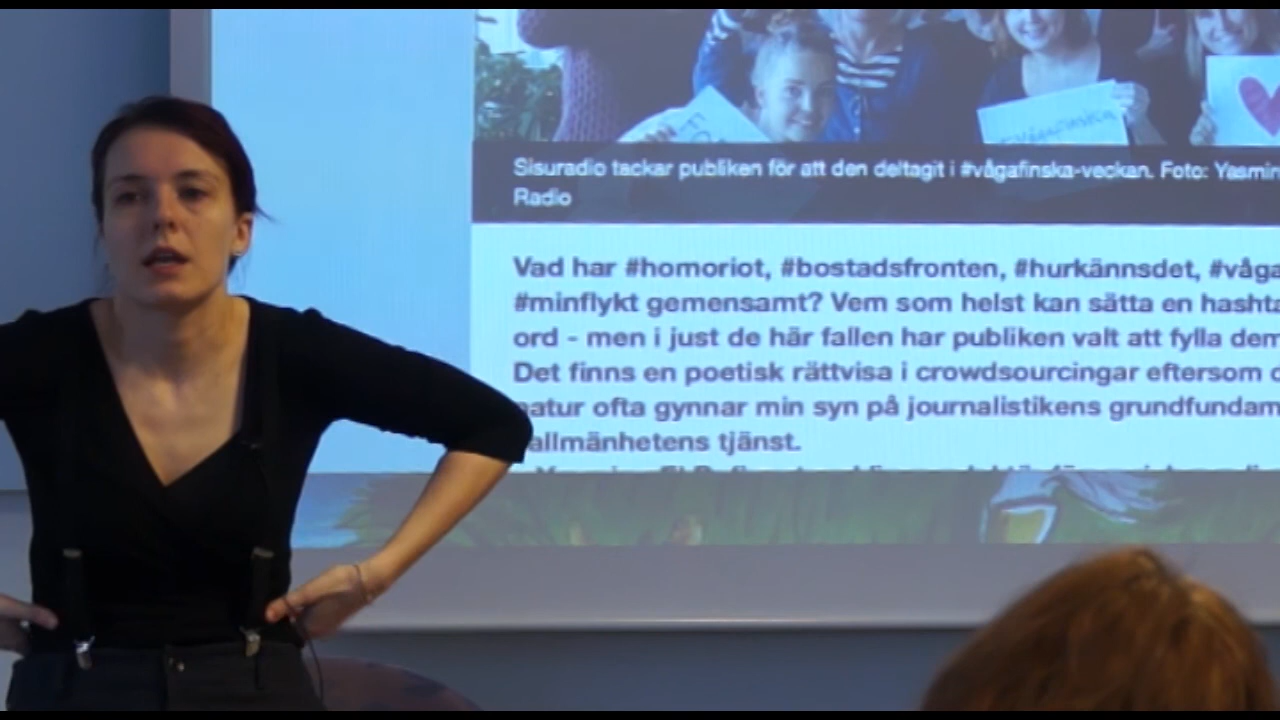 VÅGAFINSKA
Sisuradio tackar publiken för att den deltagit i #vågafinska-veckan. Foto: Yasmin
Radio
Vad har #homoriot, #bostadsfronten, #hurkännsdet, #våga
#minflykt gemensamt? Vem som helst kan sätta en hashta
ord - men i just de här fallen har publiken valt att fylla dem
Det finns en poetisk rättvisa i crowdsourcingar eftersom
natur ofta gynnar min syn på journalistikens grundfundam
allmänhetens tjänst.